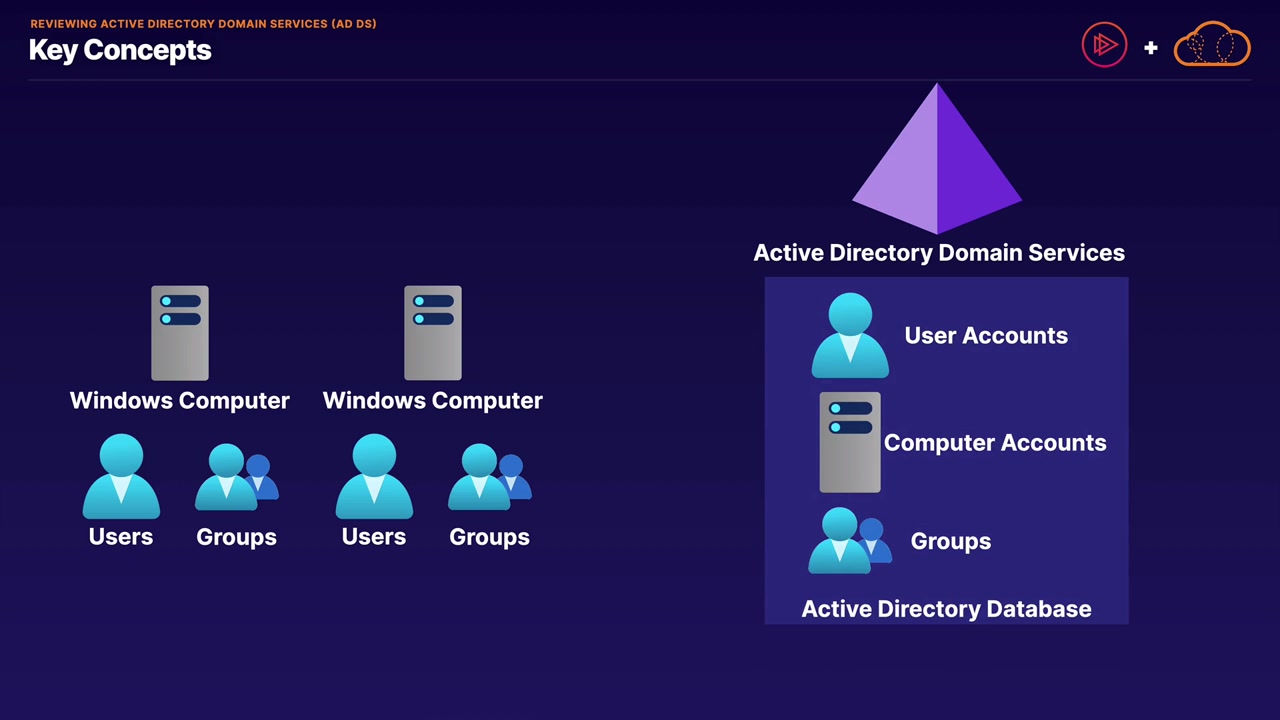 REVIEWING ACTIVE DIRECTORY DOMAIN SERVICES (AD DS)
Key Concepts
+
Windows Computer
Users
Groups
Windows Computer
Users
Groups
Active Directory Domain Services
User Accounts
Computer Accounts
Groups
Active Directory Database